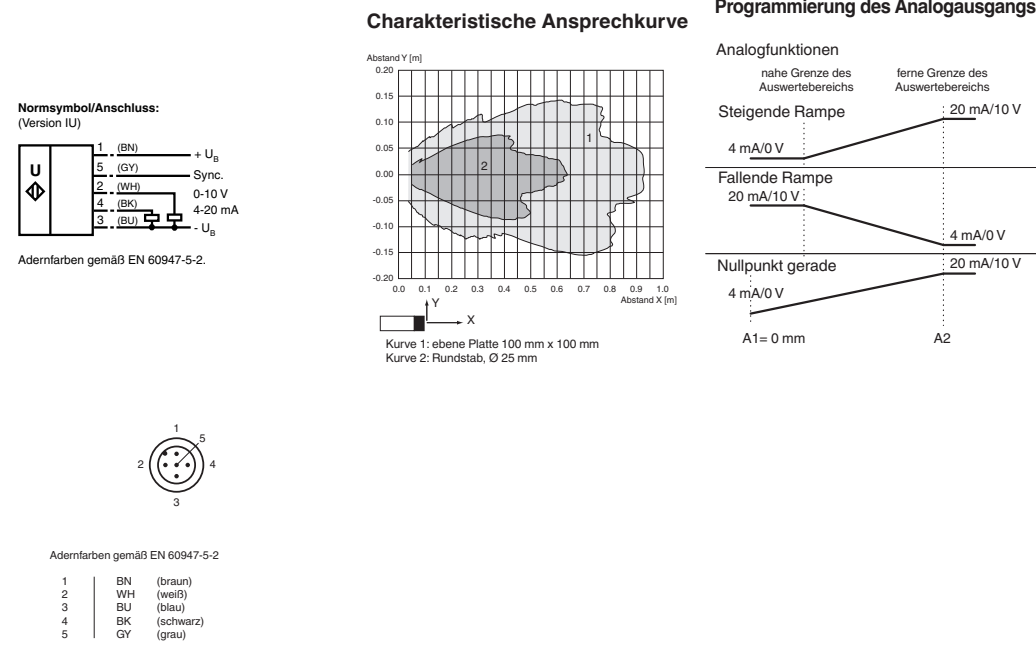 Charakteristische Ansprechkurve
Programmierung des Analogausgangs
Normsymbol/Anschluss:
(Version IU)
U
1 (BN) + UB
5 (GY) Sync.
2 (WH) 0-10 V
4 (BK) 4-20 mA
3 (BU) - UB
Adernfarben gemäß EN 60947-5-2.
Abstand Y [m]
0.20
0.15
0.10
0.05
0.00
-0.05
-0.10
-0.15
-0.20
1
2
0.0 0.1 0.2 0.3 0.4 0.5 0.6 0.7 0.8 0.9 1.0
Abstand X [m]
Y
X
Kurve 1: ebene Platte 100 mm x 100 mm
Kurve 2: Rundstab, Ø 25 mm
Analogfunktionen
nahe Grenze des
Auswertebereichs
ferne Grenze des
Auswertebereichs
Steigende Rampe
20 mA/10 V
4 mA/0 V
Fallende Rampe
20 mA/10 V
4 mA/0 V
Nullpunkt gerade
20 mA/10 V
4 mA/0 V
A1= 0 mm A2
1
5
2 4
3
Adernfarben gemäß EN 60947-5-2
1 BN (braun)
2 WH (weiß)
3 BU (blau)
4 BK (schwarz)
5 GY (grau)